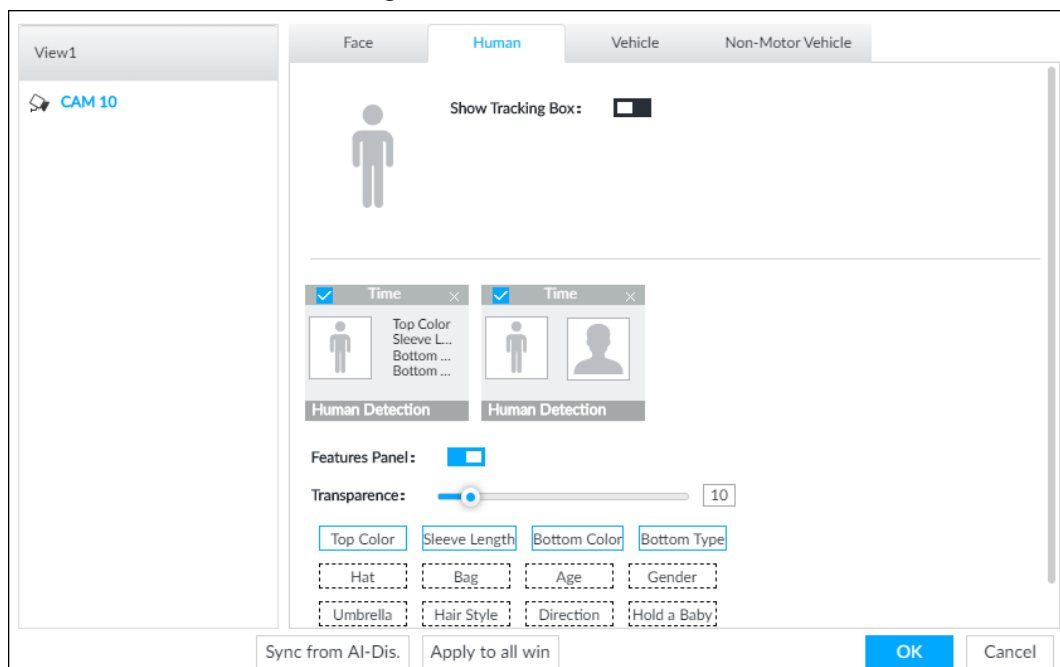 View1
CAM 10
Face Human Vehicle Non-Motor Vehicle
Show Tracking Box:
Time
Top Color
Sleeve L...
Bottom ...
Bottom ...
Human Detection
Time
Human Detection
Features Panel:
Transparence: 10
Top Color Sleeve Length Bottom Color Bottom Type
Hat Bag Age Gender
Umbrella Hair Style Direction Hold a Baby
Sync from AI-Dis. Apply to all win OK Cancel